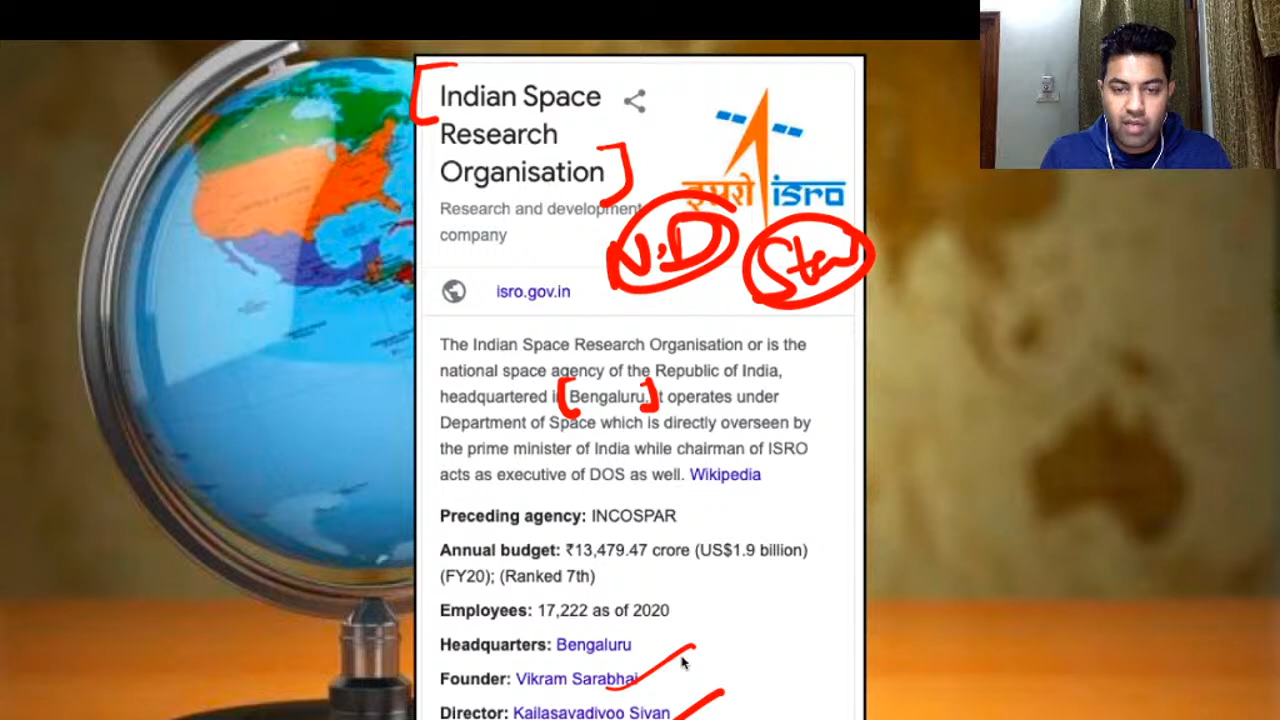 Indian Space
Research
Organisation
इसरो isro
Research and development
company
N.D
isro.gov.in
The Indian Space Research Organisation or is the
national space agency of the Republic of India,
headquartered in Bengaluru. It operates under
Department of Space which is directly overseen by
the prime minister of India while chairman of ISRO
acts as executive of DOS as well. Wikipedia
Preceding agency: INCOSPAR
Annual budget: ₹13,479.47 crore (US$1.9 billion)
(FY20); (Ranked 7th)
Employees: 17,222 as of 2020
Headquarters: Bengaluru
Founder: Vikram Sarabhai
Director: Kailasavadivoo Sivan